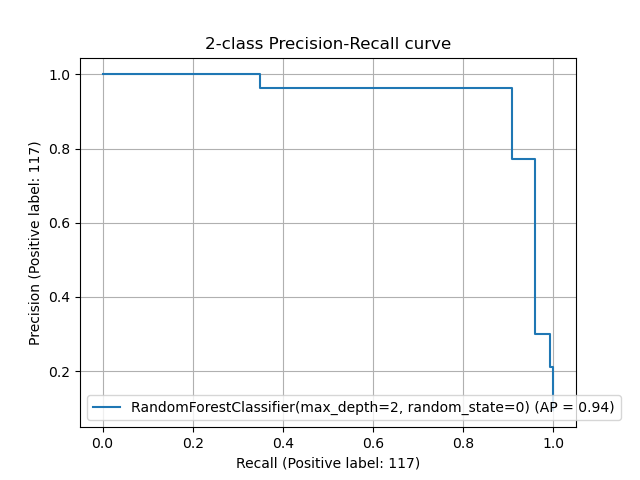 2-class Precision-Recall curve
1.0
0.8
0.6
0.4
0.2
Precision (Positive label: 117)
RandomForestClassifier(max_depth=2, random_state=0) (AP = 0.94)
0.0 0.2 0.4 0.6 0.8 1.0
Recall (Positive label: 117)